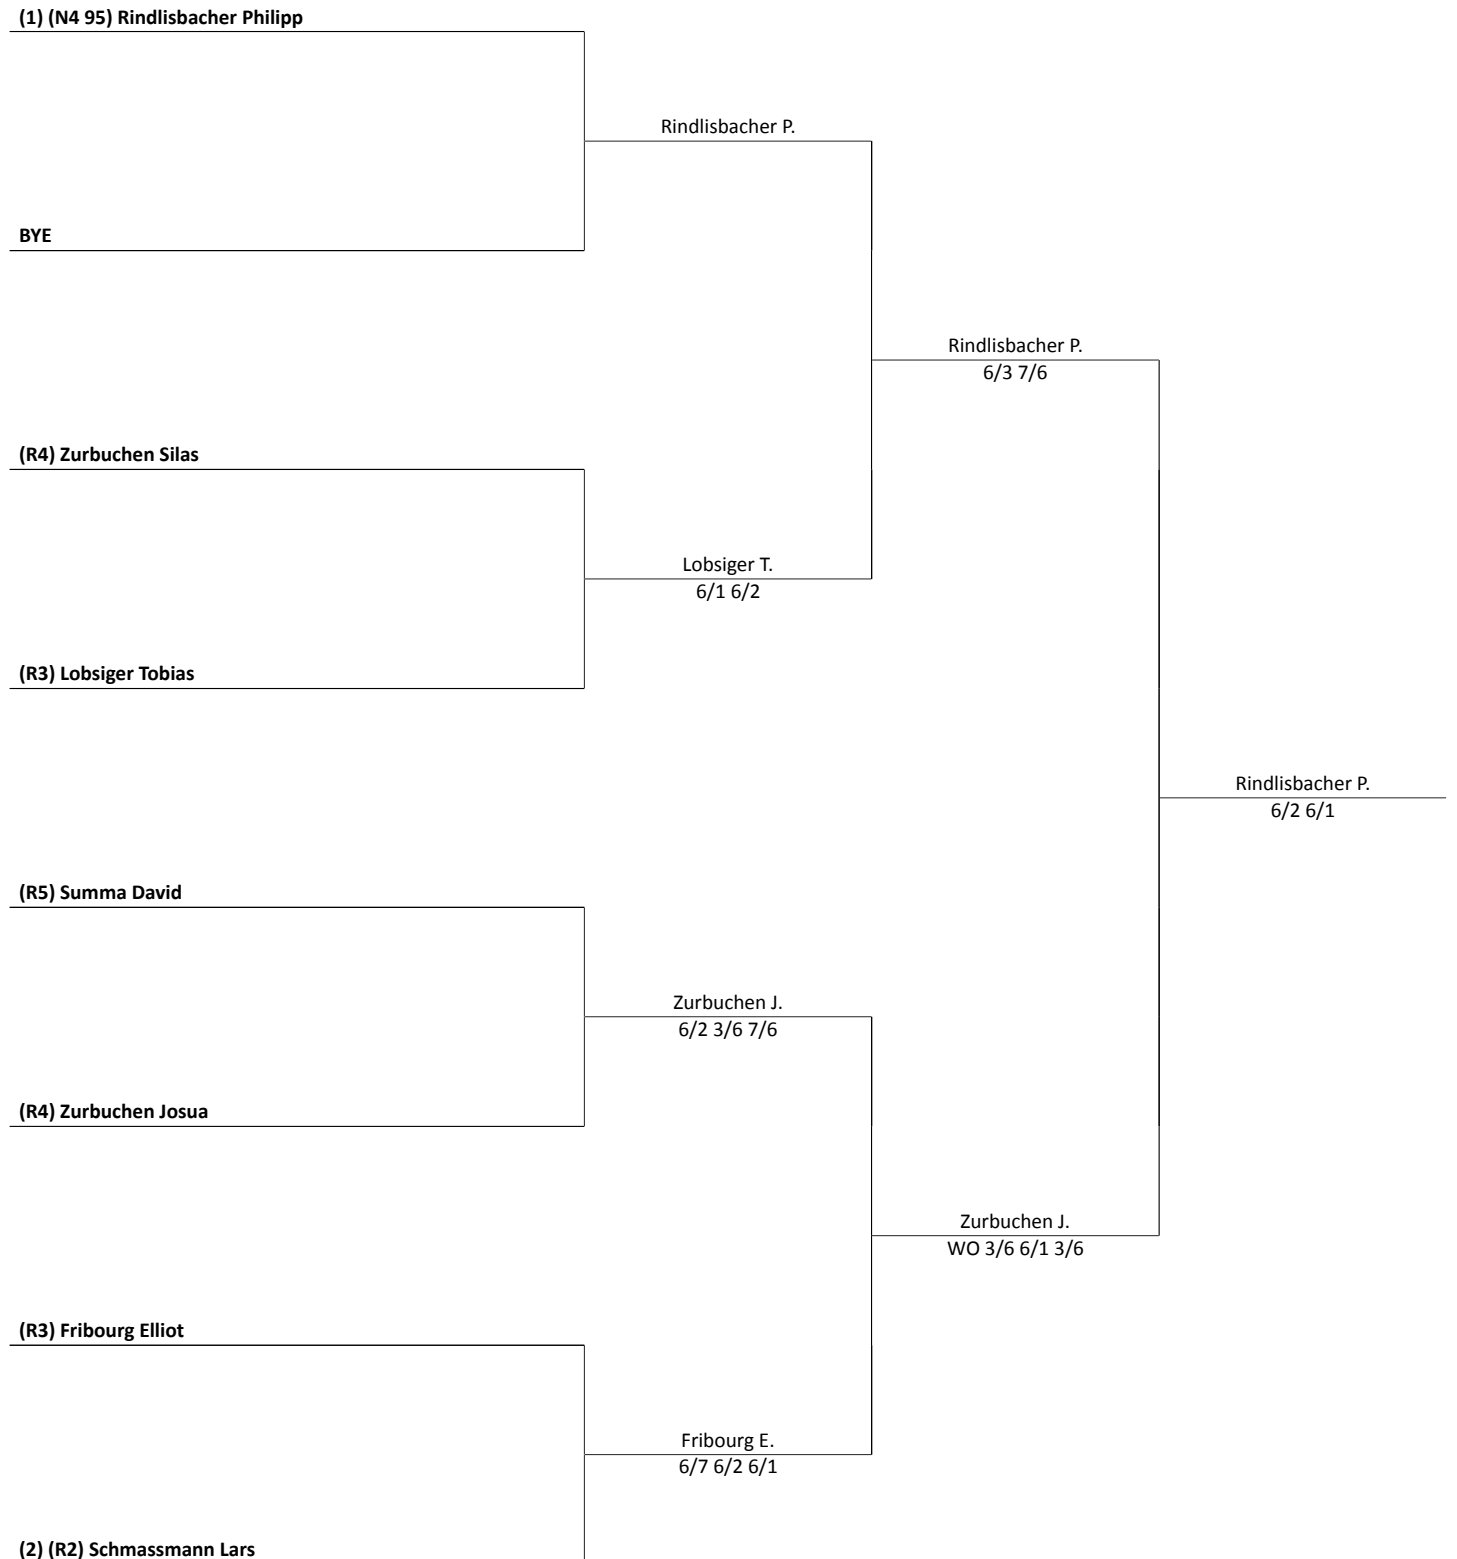 (1) (N4 95) Rindlisbacher Philipp
Rindlisbacher P.
BYE
Rindlisbacher P.
6/3 7/6
(R4) Zurbuchen Silas
Lobsiger T.
6/1 6/2
(R3) Lobsiger Tobias
Rindlisbacher P.
6/2 6/1
(R5) Summa David
Zurbuchen J.
6/2 3/6 7/6
(R4) Zurbuchen Josua
Zurbuchen J.
WO 3/6 6/1 3/6
(R3) Fribourg Elliot
Fribourg E.
6/7 6/2 6/1
(2) (R2) Schmassmann Lars